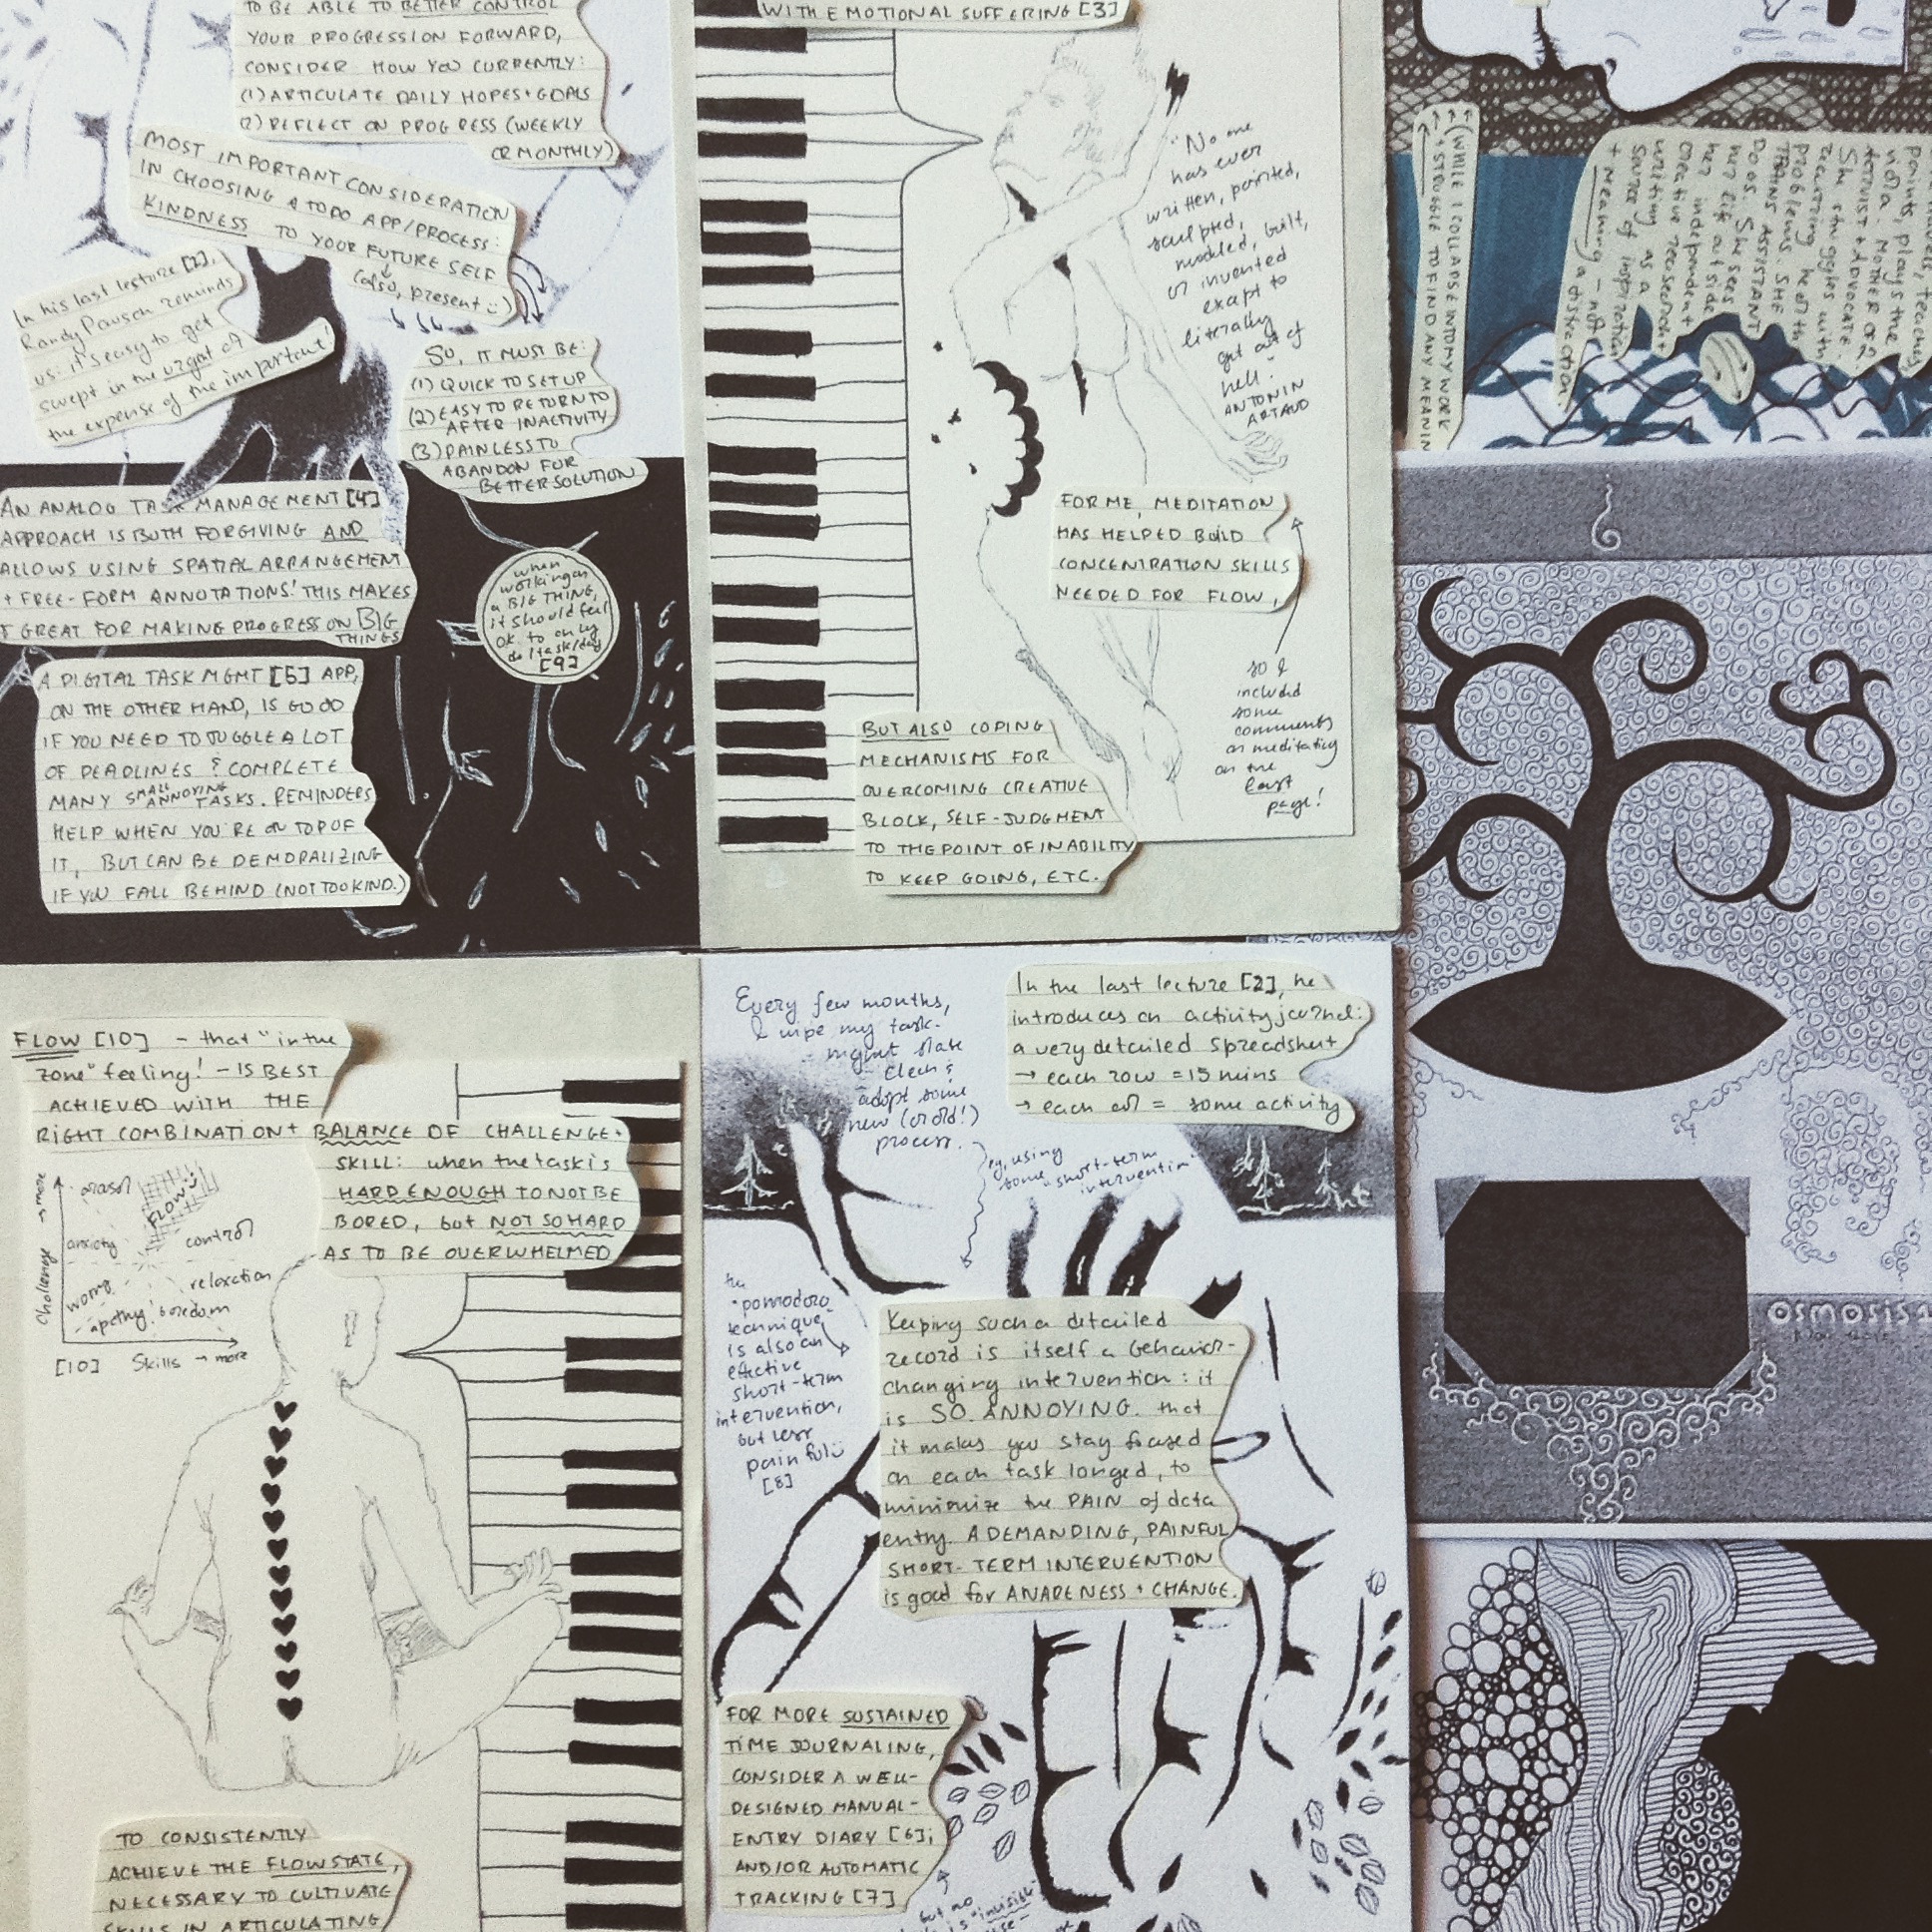 TO BE ABLE TO BETTER CONTROL
YOUR PROGRESSION FORWARD,
CONSIDER HOW YOU CURRENTLY:
(1) ARTICULATE DAILY HOPES + GOALS
(2) REFLECT ON PROGRESS (WEEKLY
OR MONTHLY)
MOST IMPORTANT CONSIDERATION
IN CHOOSING A TODO APP/PROCESS:
KINDNESS TO YOUR FUTURE SELF
(also, present :)
In his last lecture [2],
Randy Pausch reminds
us: it's easy to get
swept in the urgent at
the expense of the important!
SO, IT MUST BE:
(1) QUICK TO SET UP
(2) EASY TO RETURN TO
AFTER INACTIVITY
(3) PAINLESS TO
ABANDON FOR
BETTER SOLUTION
AN ANALOG TASK MANAGEMENT [4]
APPROACH IS BOTH FORGIVING AND
ALLOWS USING SPATIAL ARRANGEMENT
+ FREE-FORM ANNOTATIONS! THIS MAKES
GREAT FOR MAKING PROGRESS ON BIG
THINGS
when
working on
a BIG THING,
it should feel
ok to only
do 1 task/day
[9]
A DIGITAL TASK MGMT [5] APP,
ON THE OTHER HAND, IS GOOD
IF YOU NEED TO JUGGLE A LOT
OF DEADLINES & COMPLETE
MANY SMALL ANNOYING TASKS. REMINDERS
HELP WHEN YOU'RE ON TOP OF
IT, BUT CAN BE DEMORALIZING
IF YOU FALL BEHIND (NOT TOO KIND.)
WITH EMOTIONAL SUFFERING [3]
"No one
has ever
written, painted,
sculpted,
modeled, built,
or invented
except to
literally
get out of
hell."
ANTONIN
ARTAUD
FOR ME, MEDITATION
HAS HELPED BUILD
CONCENTRATION SKILLS
NEEDED FOR FLOW,
so I
included
some
comments
on meditating
on the
last
page!
BUT ALSO COPING
MECHANISMS FOR
OVERCOMING CREATIVE
BLOCK, SELF-JUDGMENT
TO THE POINT OF INABILITY
TO KEEP GOING, ETC.
paints, plays the
viola. MOTHER OF
ACTIVIST + ADVOCATE.
She struggles with
recurring health
problems. SHE
TRAINS ASSISTANT
DOGS. She sees
her life outside
her independent
creative research +
writing as a
source of inspiration
+ meaning – not
a distraction.
(WHILE I COLLAPSE INTO MY WORK
+ STRUGGLE TO FIND ANY MEANIN
FLOW [10] – that "in the
zone" feeling! – IS BEST
ACHIEVED WITH THE
RIGHT COMBINATION + BALANCE OF CHALLENGE +
SKILL: when the task is
HARD ENOUGH TO NOT BE
BORED, but NOT SO HARD
AS TO BE OVERWHELMED
Challenge → more
arousal
FLOW :)
anxiety
control
worry
relaxation
apathy
boredom
[10] Skills → more
TO CONSISTENTLY
ACHIEVE THE FLOW STATE,
NECESSARY TO CULTIVATE
SKILLS IN ARTICULATING
Every few months,
I wipe my task-
mgmt slate
clean &
adopt some
new (or old!)
process.
eg, using
some short-term
intervention
In the last lecture [2], he
introduces an activity journal:
a very detailed spreadsheet
→ each row = 15 mins
→ each col = some activity
the
"pomodoro
technique"
is also an
effective
short-term
intervention,
but less
painful :)
[8]
Keeping such a detailed
record is itself a behavior-
changing intervention: it
is SO ANNOYING that
it makes you stay focused
on each task longed, to
minimize the PAIN of data
entry. A DEMANDING, PAINFUL
SHORT-TERM INTERVENTION
is good for AWARENESS + CHANGE.
FOR MORE SUSTAINED
TIME JOURNALING,
CONSIDER A WELL-
DESIGNED MANUAL-
ENTRY DIARY [6];
AND/OR AUTOMATIC
TRACKING [7]
but no
osmosis